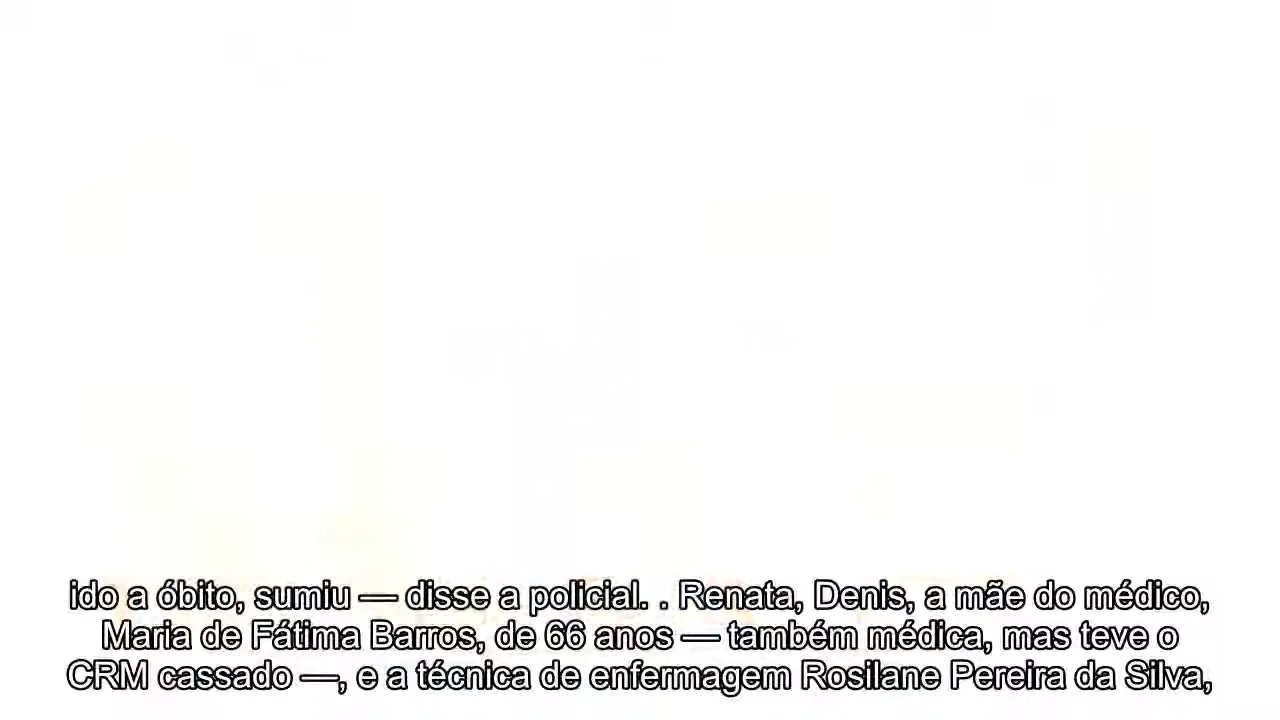 ido a óbito, sumiu — disse a policial. . Renata, Denis, a mãe do médico,
Maria de Fátima Barros, de 66 anos — também médica, mas teve o
CRM cassado —, e a técnica de enfermagem Rosilane Pereira da Silva,